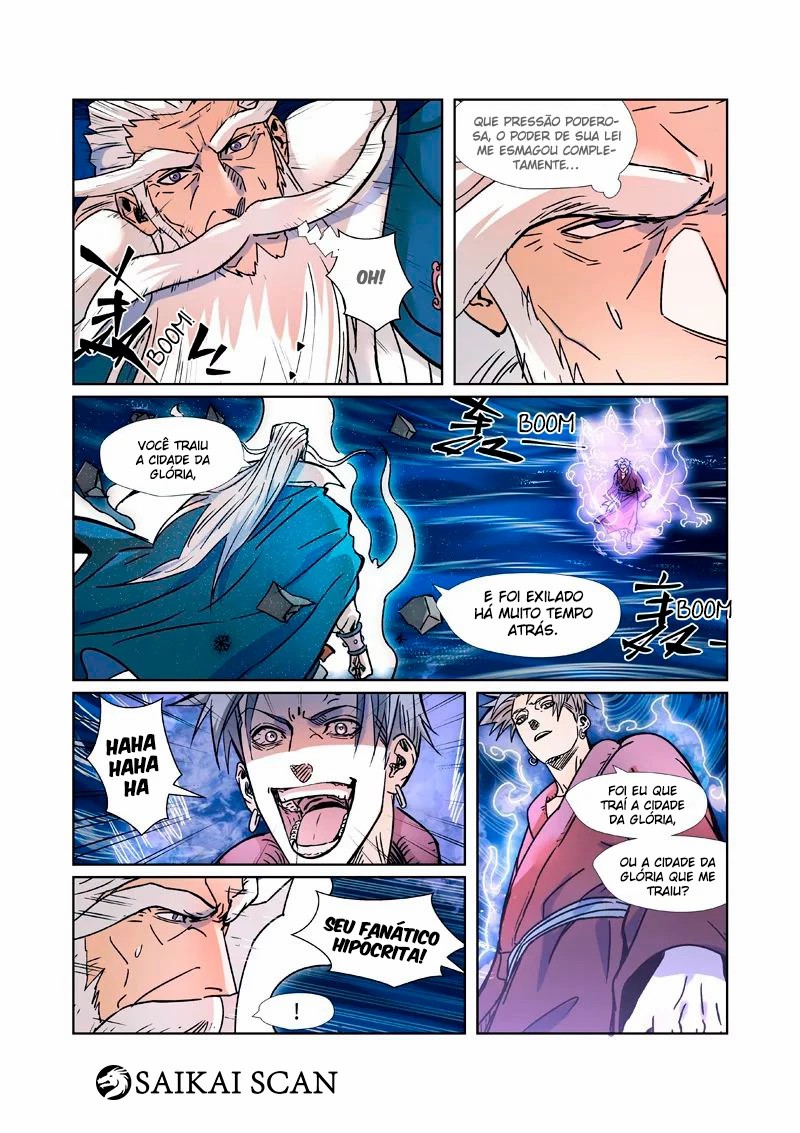 QUE PRESSÃO PODERO-
SA, O PODER DE SUA LEI
ME ESMAGOU COMPLE-
TAMENTE...
OH!
BOOM!
BOOM!
VOCÊ TRAIU
A CIDADE DA
GLÓRIA,
轰
BOOM
E FOI EXILADO
HÁ MUITO TEMPO
ATRÁS.
轰
BOOM
HAHA
HAHA
HA
FOI EU QUE
TRAÍ A CIDADE
DA GLÓRIA,
OU A CIDADE DA
GLÓRIA QUE ME
TRAIU?
SEU FANÁTICO
HIPÓCRITA!
!
SAIKAI SCAN